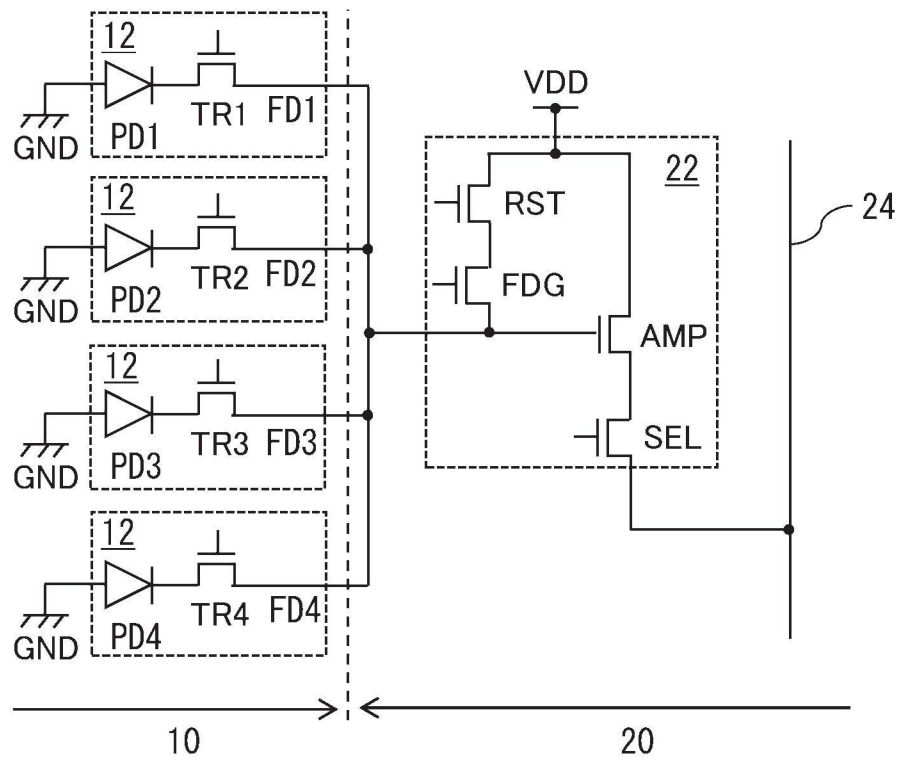 12
TR1
FD1
PD1
GND
12
TR2
FD2
PD2
GND
12
TR3
FD3
PD3
GND
12
TR4
FD4
PD4
GND
VDD
22
RST
FDG
AMP
SEL
24
10
20